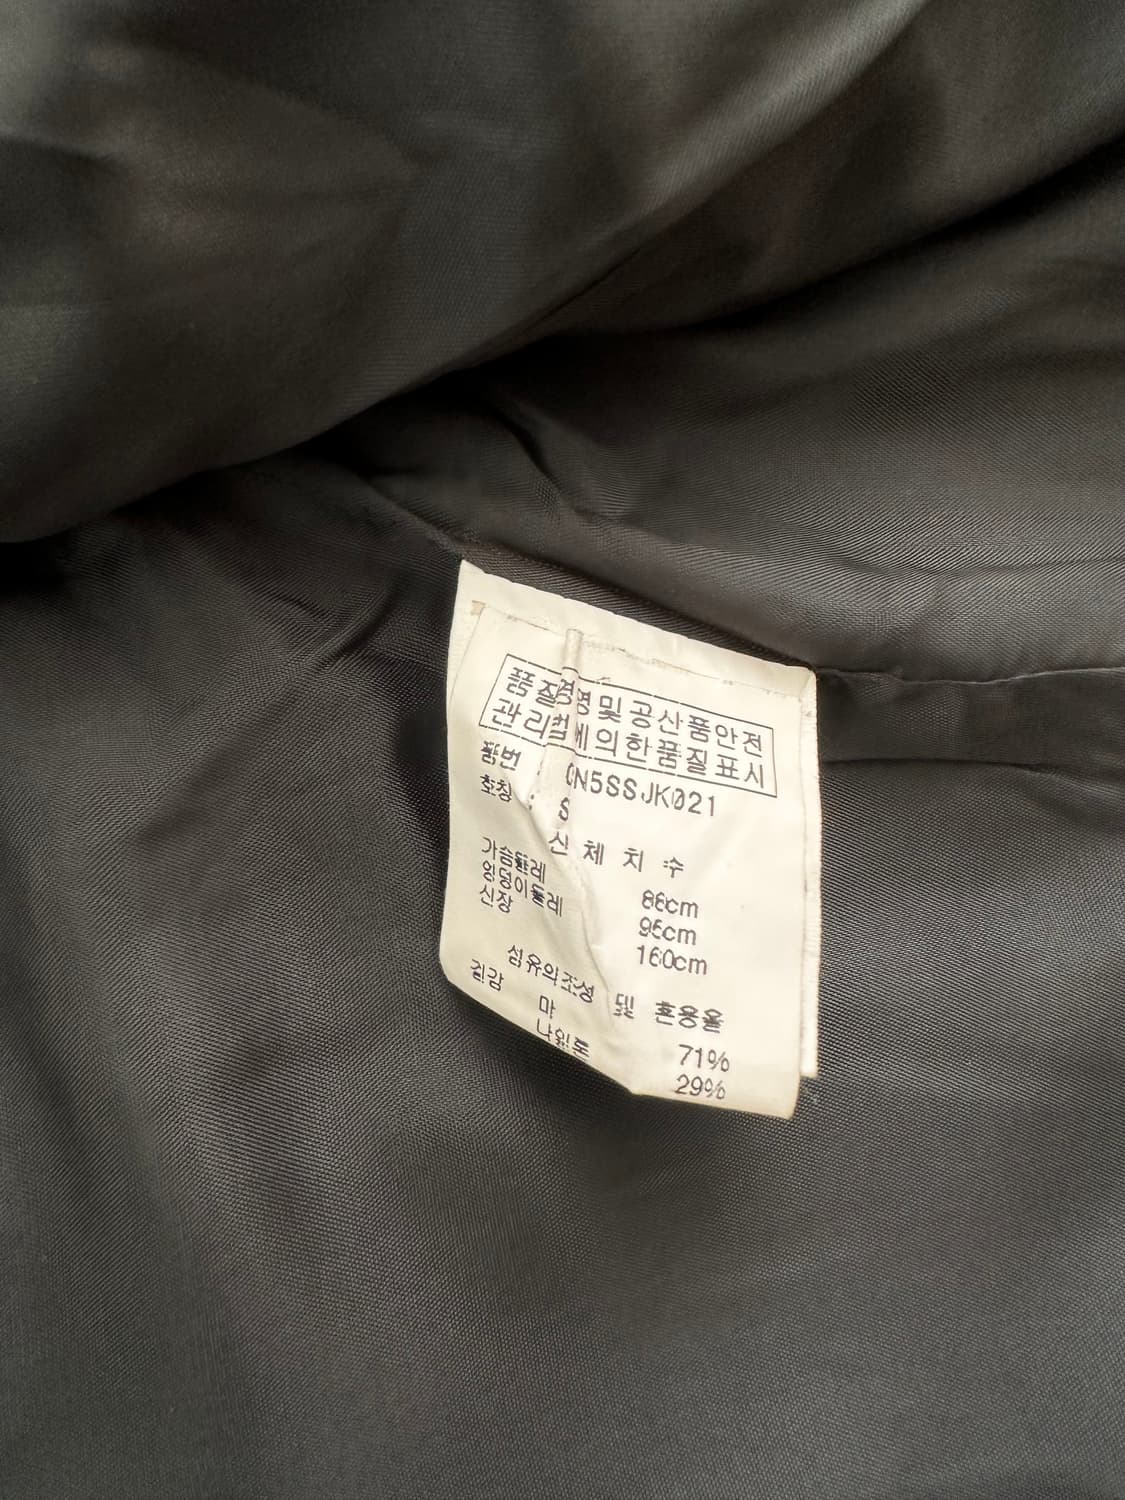 품질경영및공산품안전
관리법에의한품질표시
품번 : CN5SSJK021
호칭 : S
신 체 치 수
가슴둘레 86cm
엉덩이둘레 95cm
신장 160cm
섬유의조성 및 혼용율
겉감 마 71%
나일론 29%